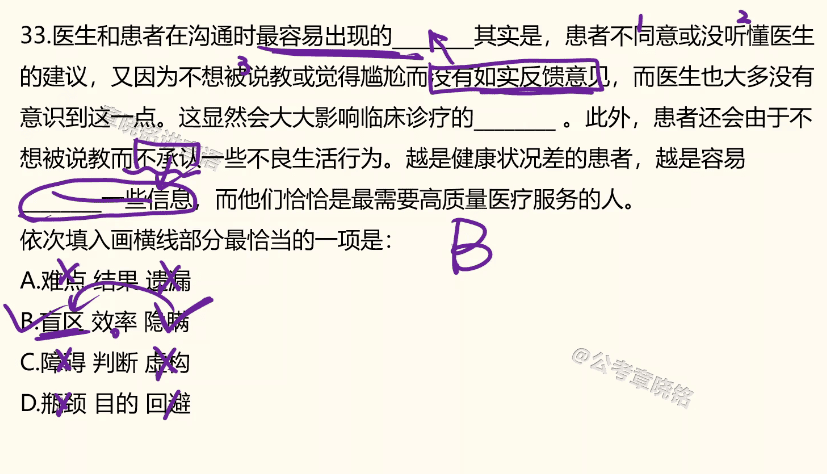 33.医生和患者在沟通时最容易出现的________其实是，患者不同意或没听懂医生
的建议，又因为不想被说教或觉得尴尬而没有如实反馈意见，而医生也大多没有
意识到这一点。这显然会大大影响临床诊疗的________ 。此外，患者还会由于不
想被说教而不承认一些不良生活行为。越是健康状况差的患者，越是容易
________一些信息，而他们恰恰是最需要高质量医疗服务的人。
依次填入画横线部分最恰当的一项是：
A.难点 结果 遗漏
B.盲区 效率 隐瞒
C.障碍 判断 虚构
D.瓶颈 目的 回避
1
2
3
B
@公考章晓铭